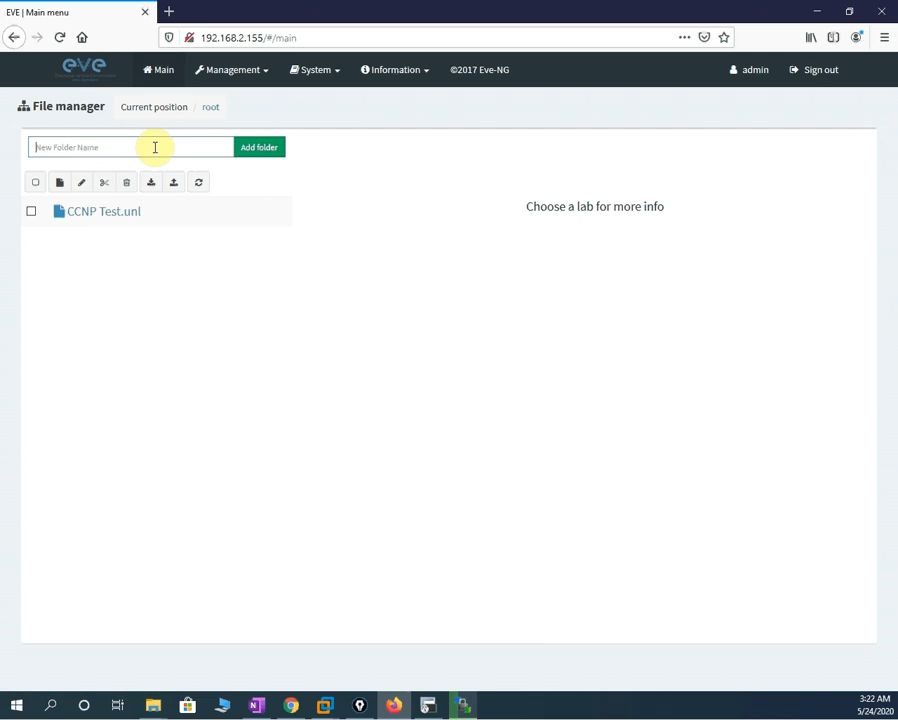 EVE | Main menu
192.168.2.155/#/main
eve
Main
Management
System
Information
©2017 Eve-NG
admin
Sign out
File manager
Current position / root
New Folder Name
Add folder
CCNP Test.unl
Choose a lab for more info
3:22 AM
5/24/2020